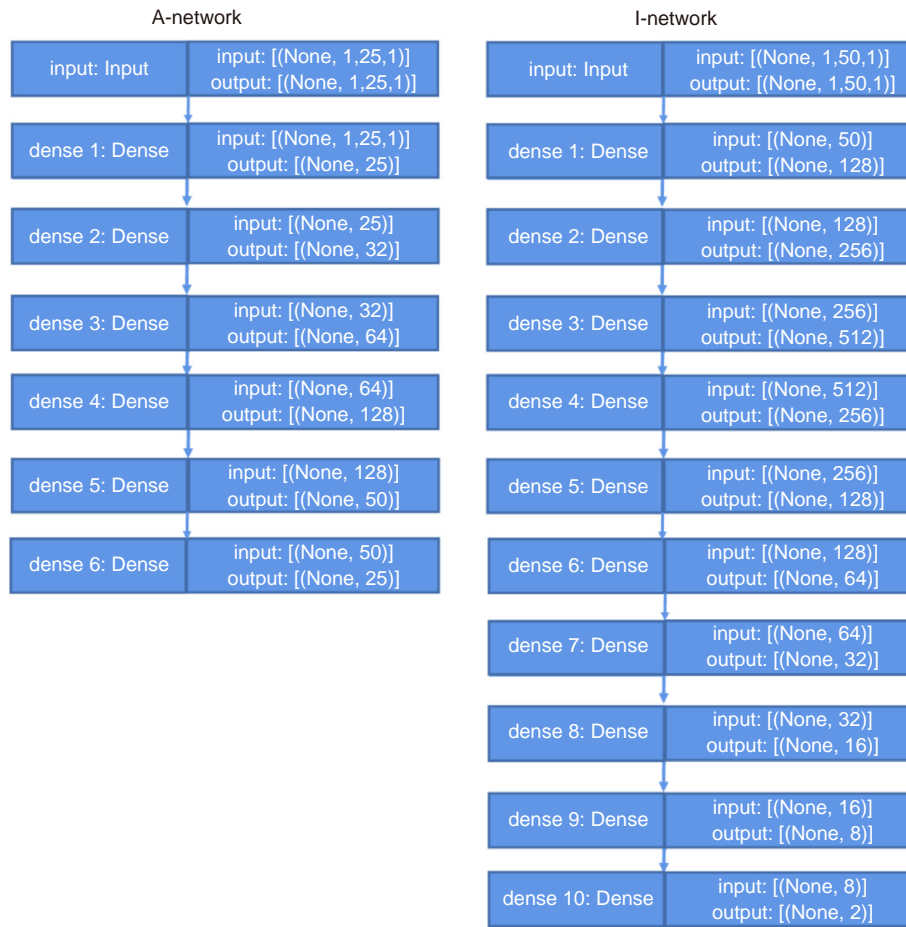 A-network
input: Input
input: [(None, 1,25,1)]
output: [(None, 1,25,1)]
dense 1: Dense
input: [(None, 1,25,1)]
output: [(None, 25)]
dense 2: Dense
input: [(None, 25)]
output: [(None, 32)]
dense 3: Dense
input: [(None, 32)]
output: [(None, 64)]
dense 4: Dense
input: [(None, 64)]
output: [(None, 128)]
dense 5: Dense
input: [(None, 128)]
output: [(None, 50)]
dense 6: Dense
input: [(None, 50)]
output: [(None, 25)]
I-network
input: Input
input: [(None, 1,50,1)]
output: [(None, 1,50,1)]
dense 1: Dense
input: [(None, 50)]
output: [(None, 128)]
dense 2: Dense
input: [(None, 128)]
output: [(None, 256)]
dense 3: Dense
input: [(None, 256)]
output: [(None, 512)]
dense 4: Dense
input: [(None, 512)]
output: [(None, 256)]
dense 5: Dense
input: [(None, 256)]
output: [(None, 128)]
dense 6: Dense
input: [(None, 128)]
output: [(None, 64)]
dense 7: Dense
input: [(None, 64)]
output: [(None, 32)]
dense 8: Dense
input: [(None, 32)]
output: [(None, 16)]
dense 9: Dense
input: [(None, 16)]
output: [(None, 8)]
dense 10: Dense
input: [(None, 8)]
output: [(None, 2)]